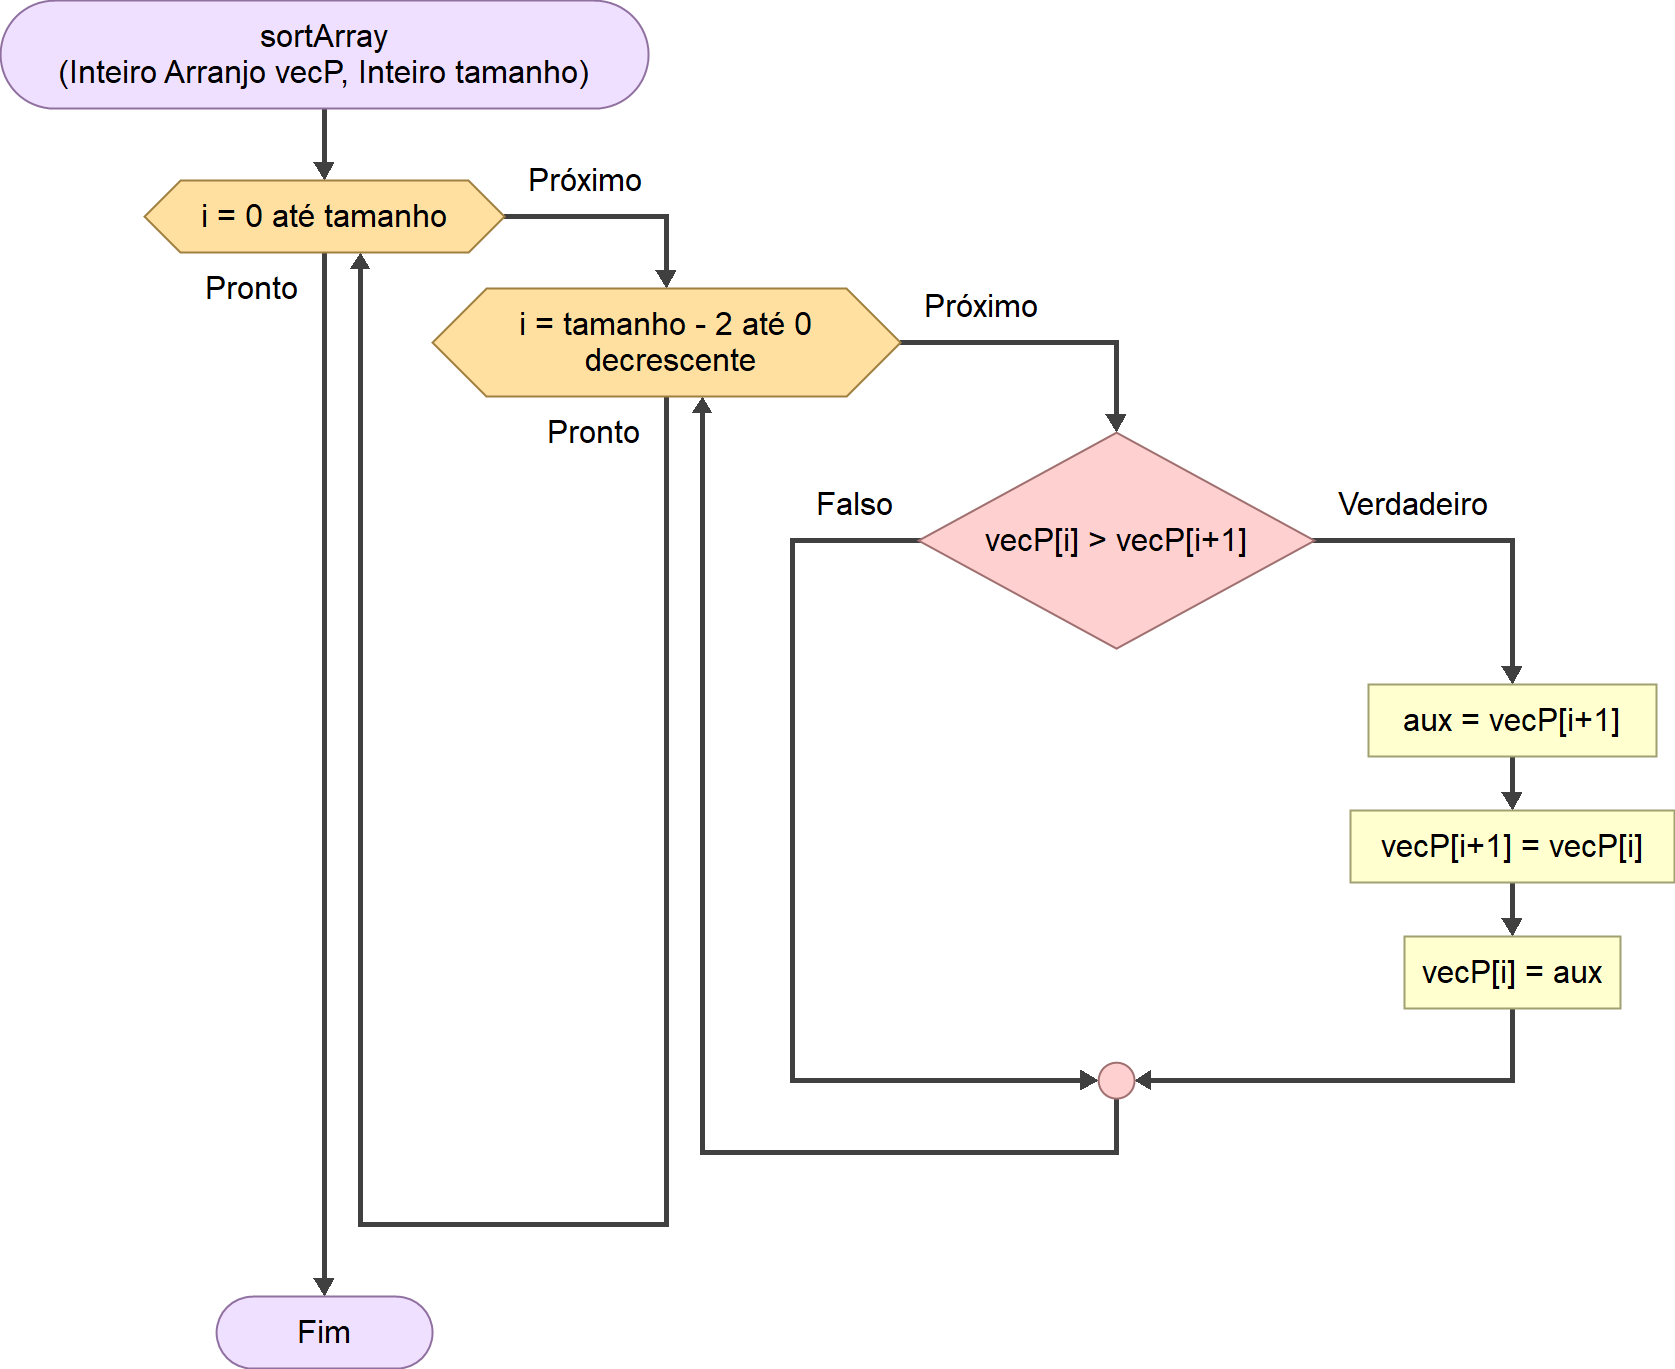 sortArray
(Inteiro Arranjo vecP, Inteiro tamanho)
Próximo
i = 0 até tamanho
Pronto
Próximo
i = tamanho - 2 até 0
decrescente
Pronto
Falso
Verdadeiro
vecP[i] > vecP[i+1]
aux = vecP[i+1]
vecP[i+1] = vecP[i]
vecP[i] = aux
Fim